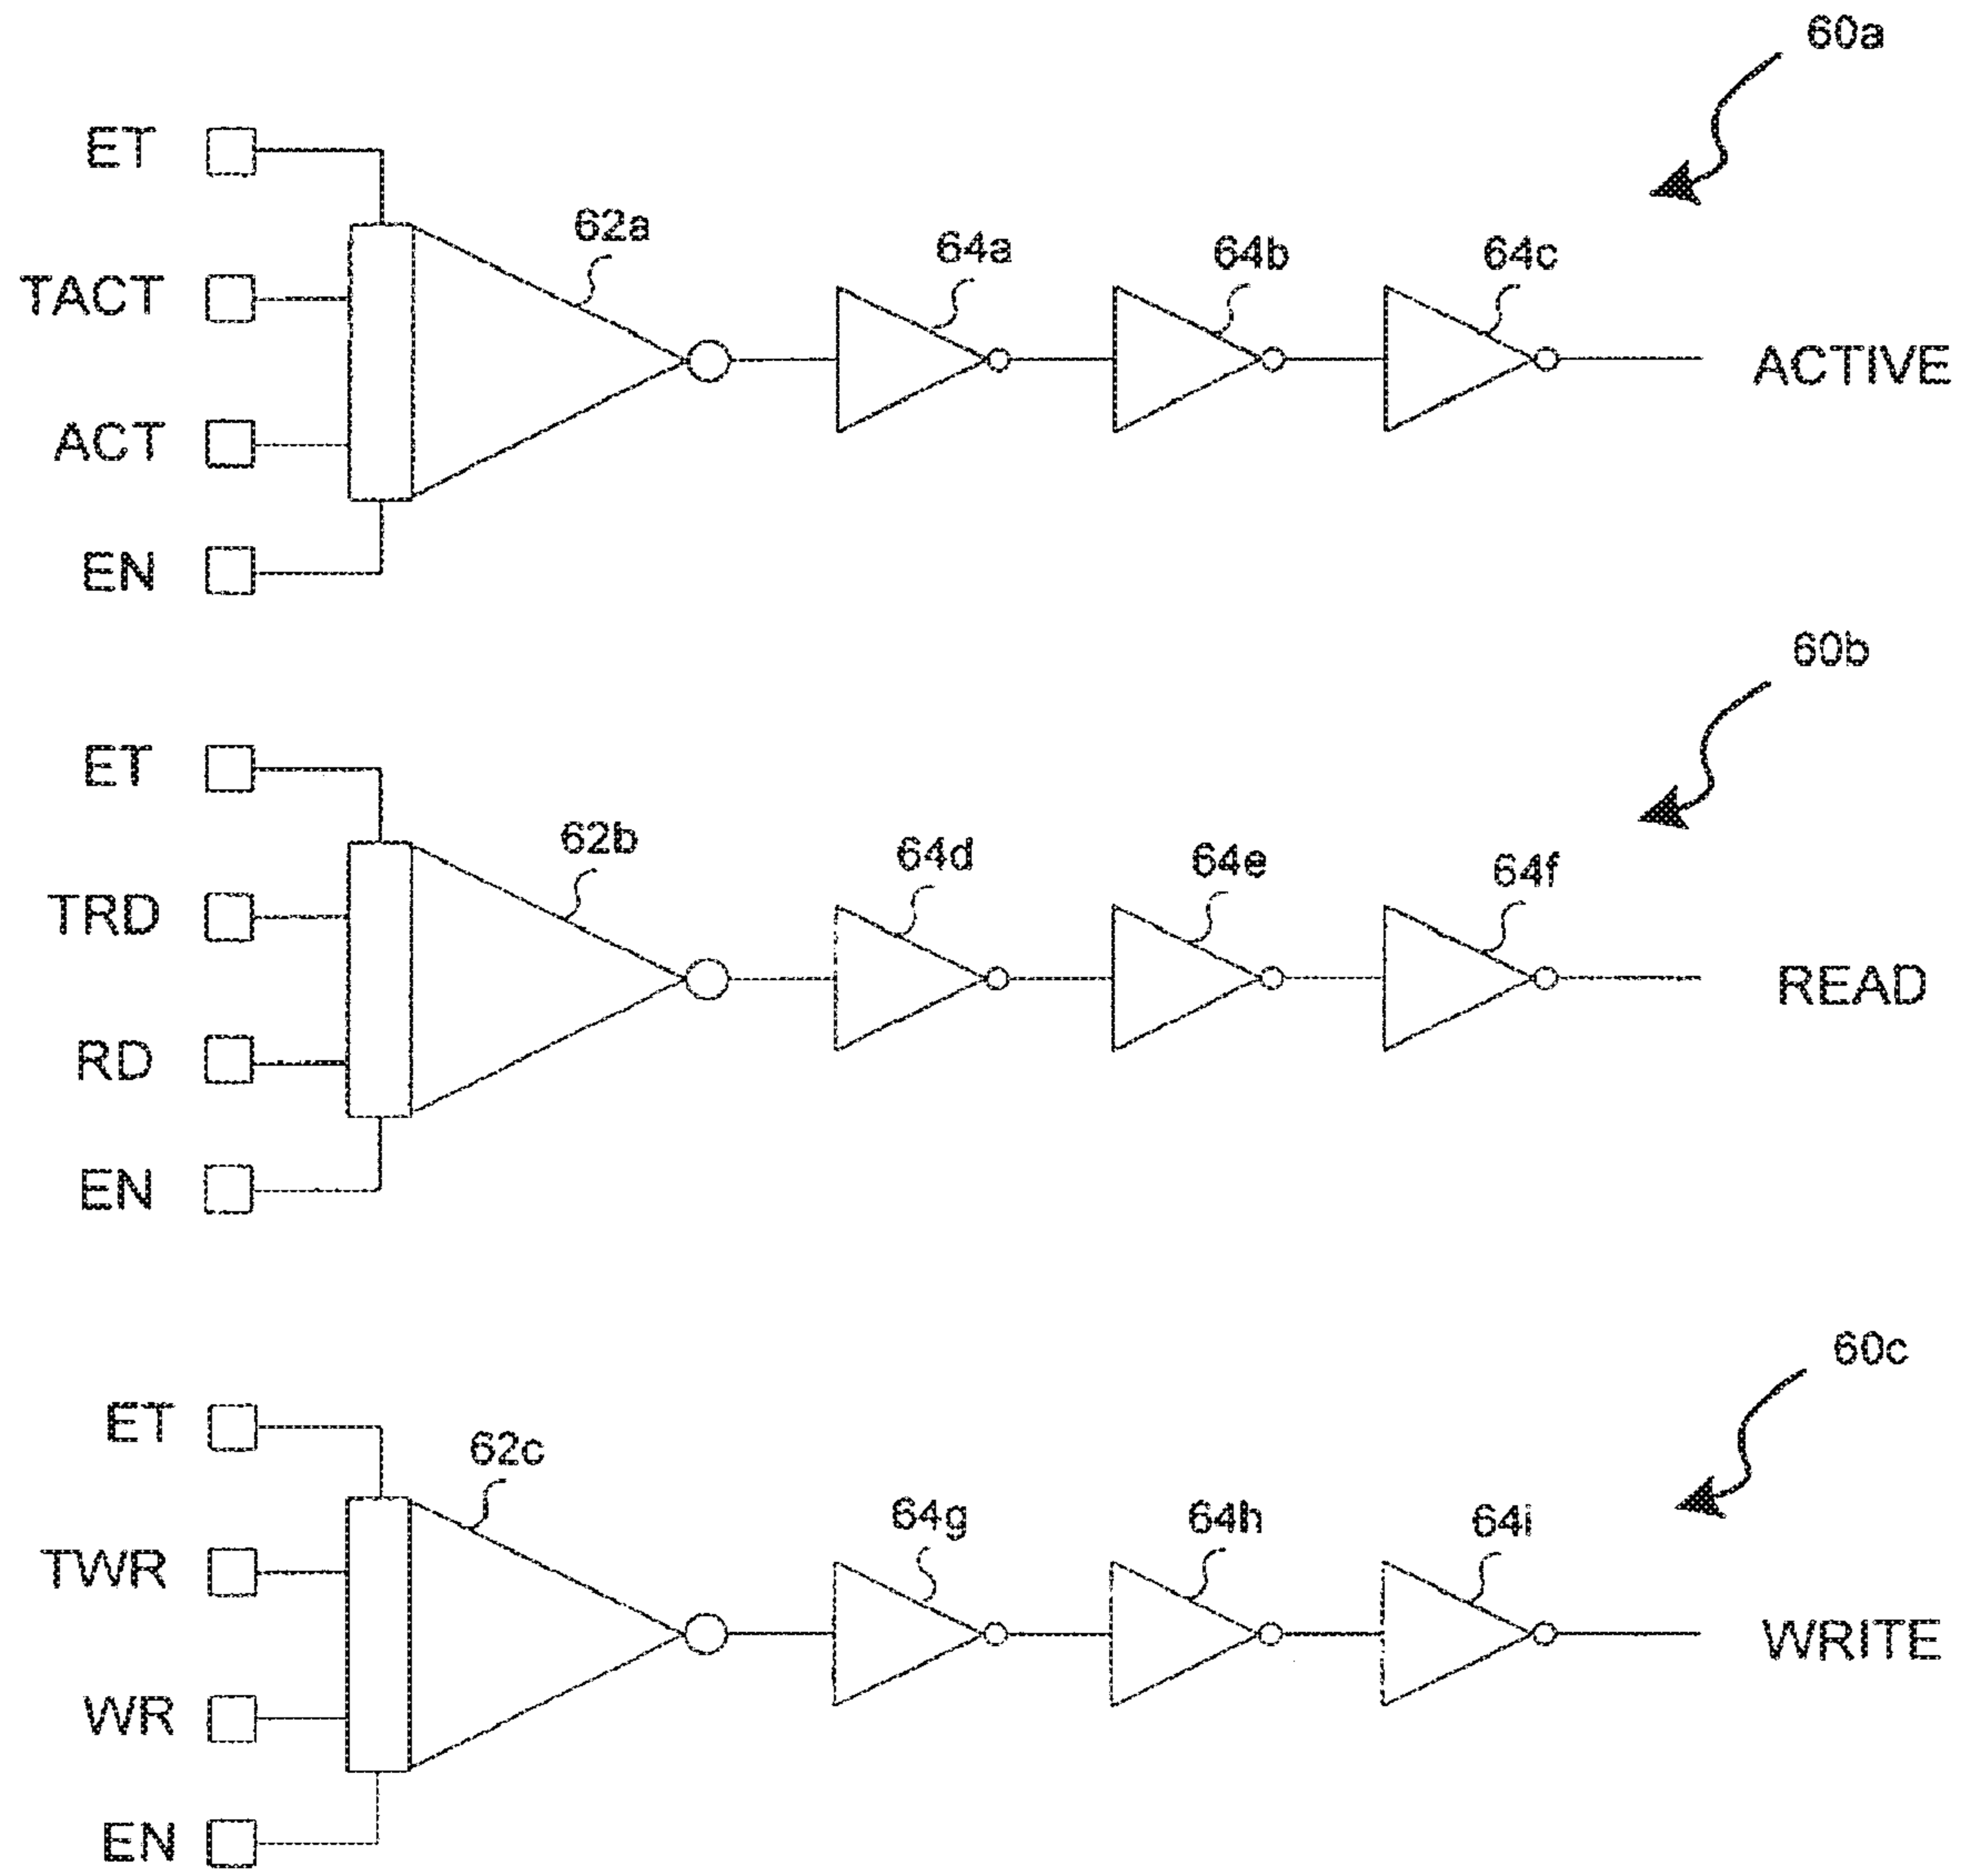 60a
ET
62a
TACT
64a
64b
64c
ACTIVE
ACT
EN
60b
ET
62b
TRD
64d
64e
64f
READ
RD
EN
60c
ET
62c
TWR
64g
64h
64i
WRITE
WR
EN